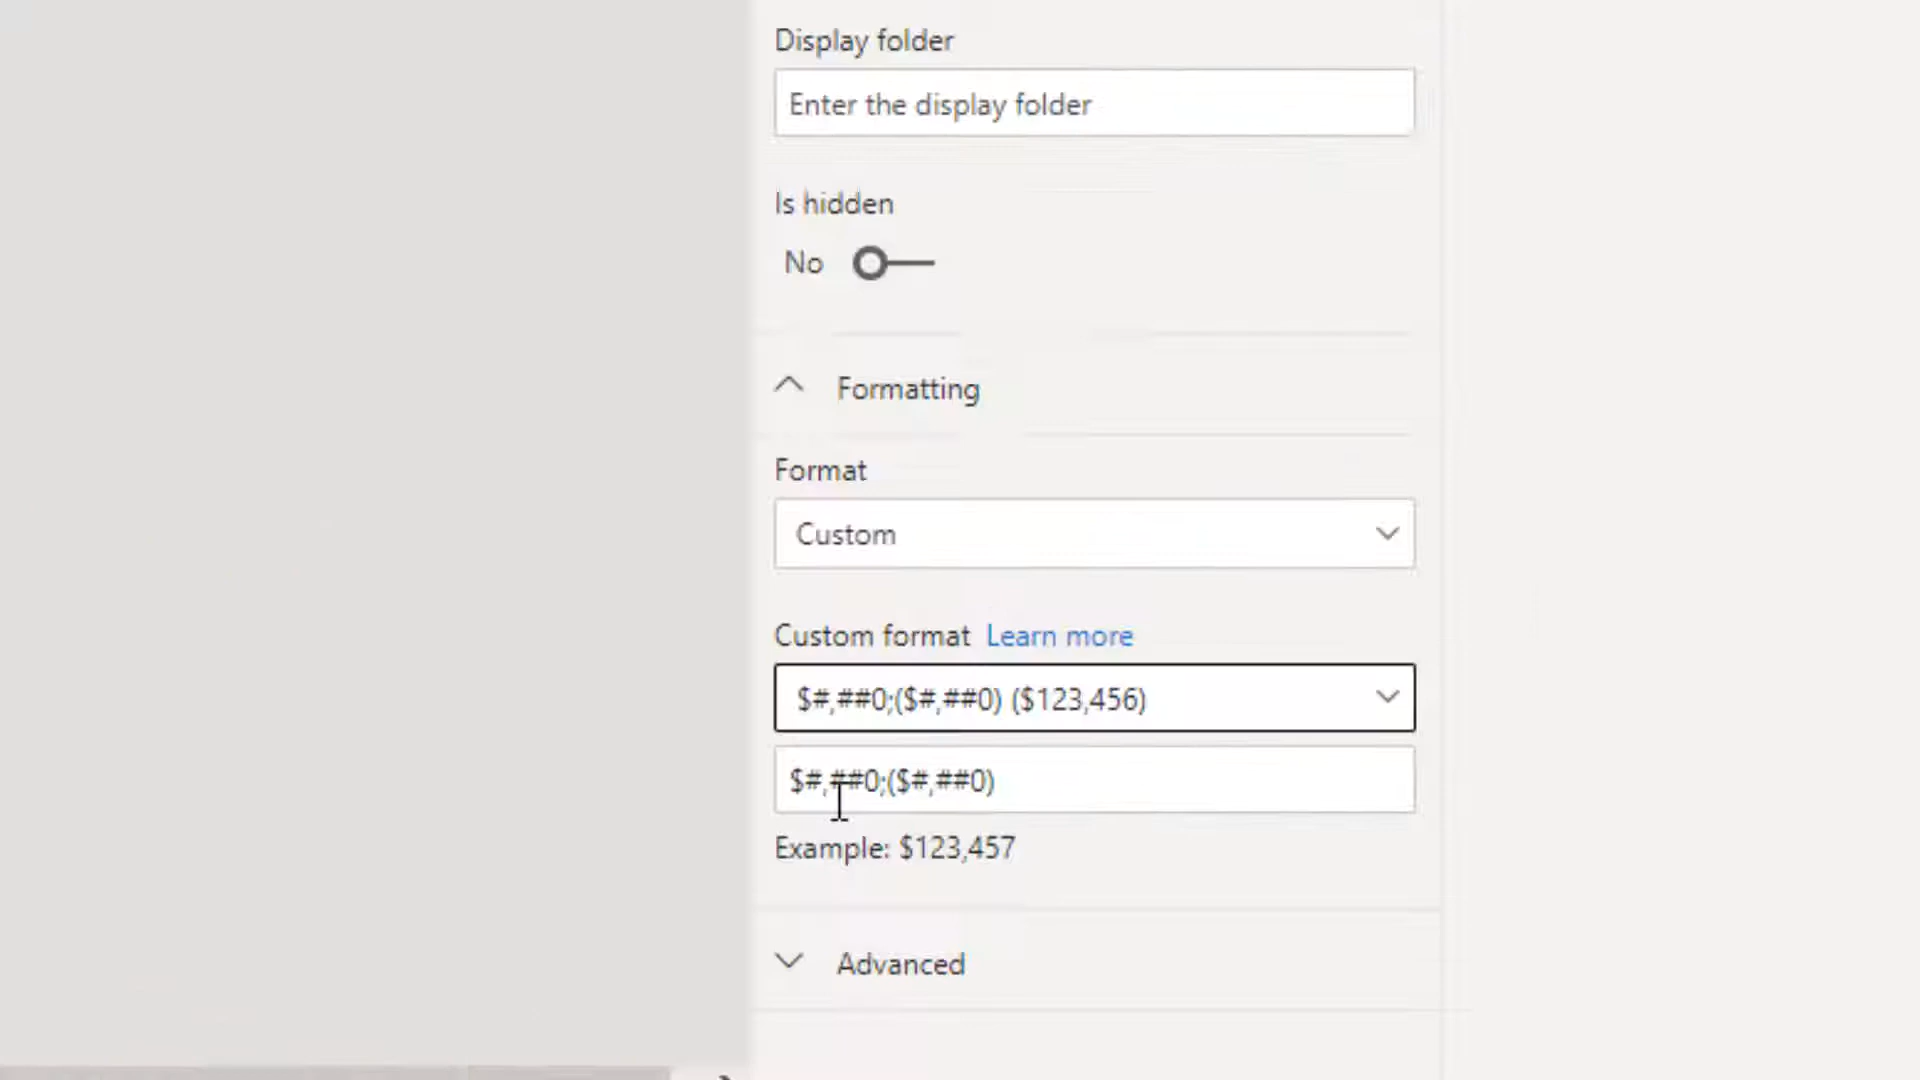 Display folder
Enter the display folder
Is hidden
No
Formatting
Format
Custom
Custom format Learn more
$#,##0;($#,##0) ($123,456)
$#,##0;($#,##0)
Example: $123,457
Advanced